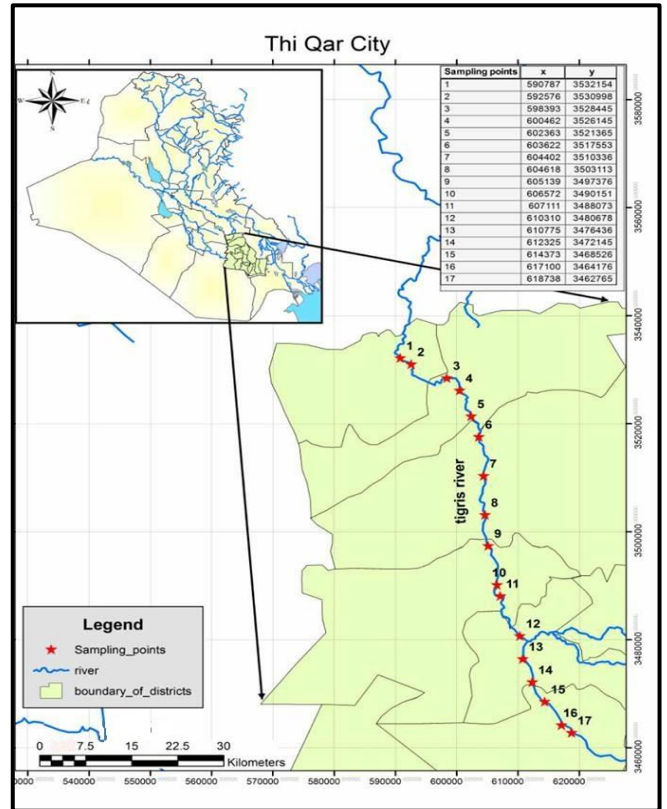 Thi Qar City
N
W
E
S
Sampling points x y
1 590787 3532154
2 592576 3530998
3 598393 3528445
4 600462 3526145
5 602363 3521365
6 603622 3517553
7 604402 3510336
8 604618 3503113
9 605139 3497376
10 606572 3490151
11 607111 3488073
12 610310 3480678
13 610775 3476436
14 612325 3472145
15 614373 3468526
16 617100 3464176
17 618738 3462765
3580000
3560000
3540000
3520000
3500000
3480000
3460000
1
2
3
4
5
6
7
8
9
10
11
12
13
14
15
16
17
tigris river
Legend
Sampling_points
river
boundary_of_districts
0 7.5 15 22.5 30
Kilometers
540000 550000 560000 570000 580000 590000 600000 610000 620000